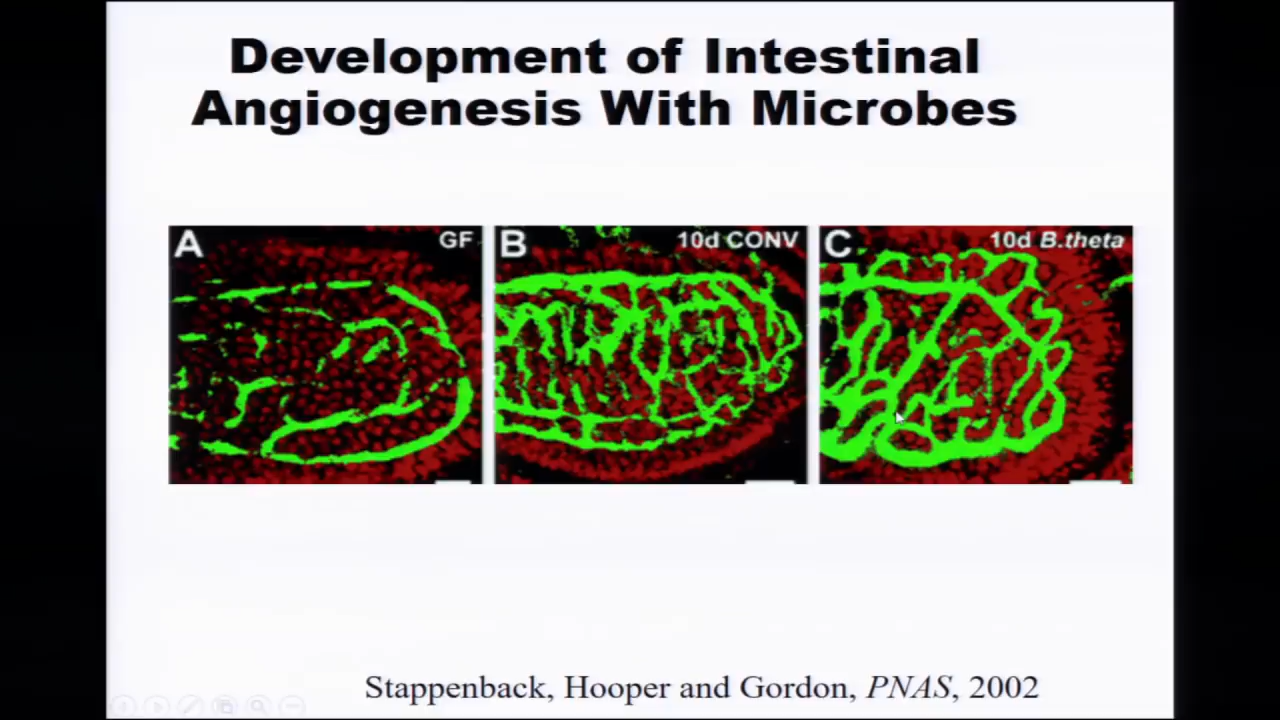 Development of Intestinal
Angiogenesis With Microbes
A GF
B 10d CONV
C 10d B.theta
Stappenback, Hooper and Gordon, PNAS, 2002